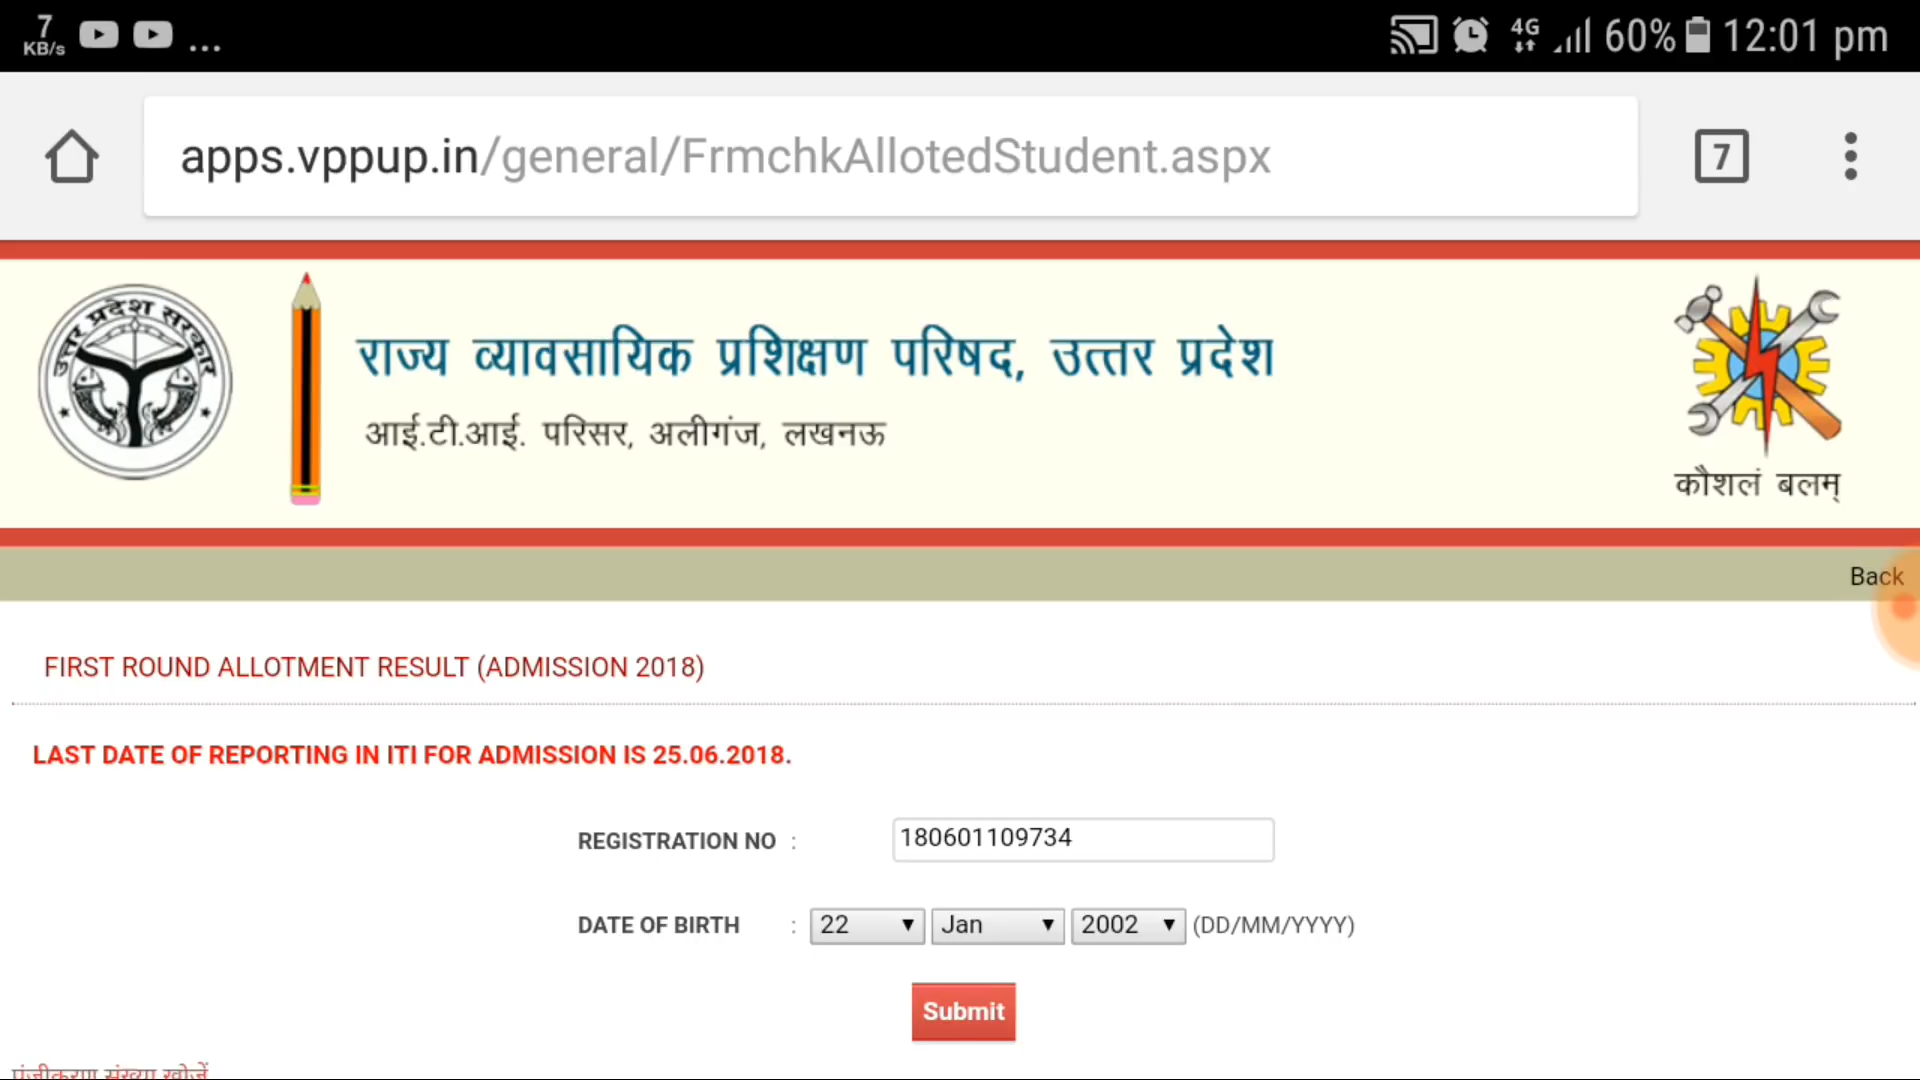 7
KB/s
...
4G
60%
12:01 pm
apps.vppup.in/general/FrmchkAllotedStudent.aspx
7
उत्तर प्रदेश सरकार
राज्य व्यावसायिक प्रशिक्षण परिषद, उत्तर प्रदेश
आई.टी.आई. परिसर, अलीगंज, लखनऊ
कौशलं बलम्
Back
FIRST ROUND ALLOTMENT RESULT (ADMISSION 2018)
LAST DATE OF REPORTING IN ITI FOR ADMISSION IS 25.06.2018.
REGISTRATION NO : 180601109734
DATE OF BIRTH : 22 Jan 2002 (DD/MM/YYYY)
Submit
पंजीकरण संख्या खोजें